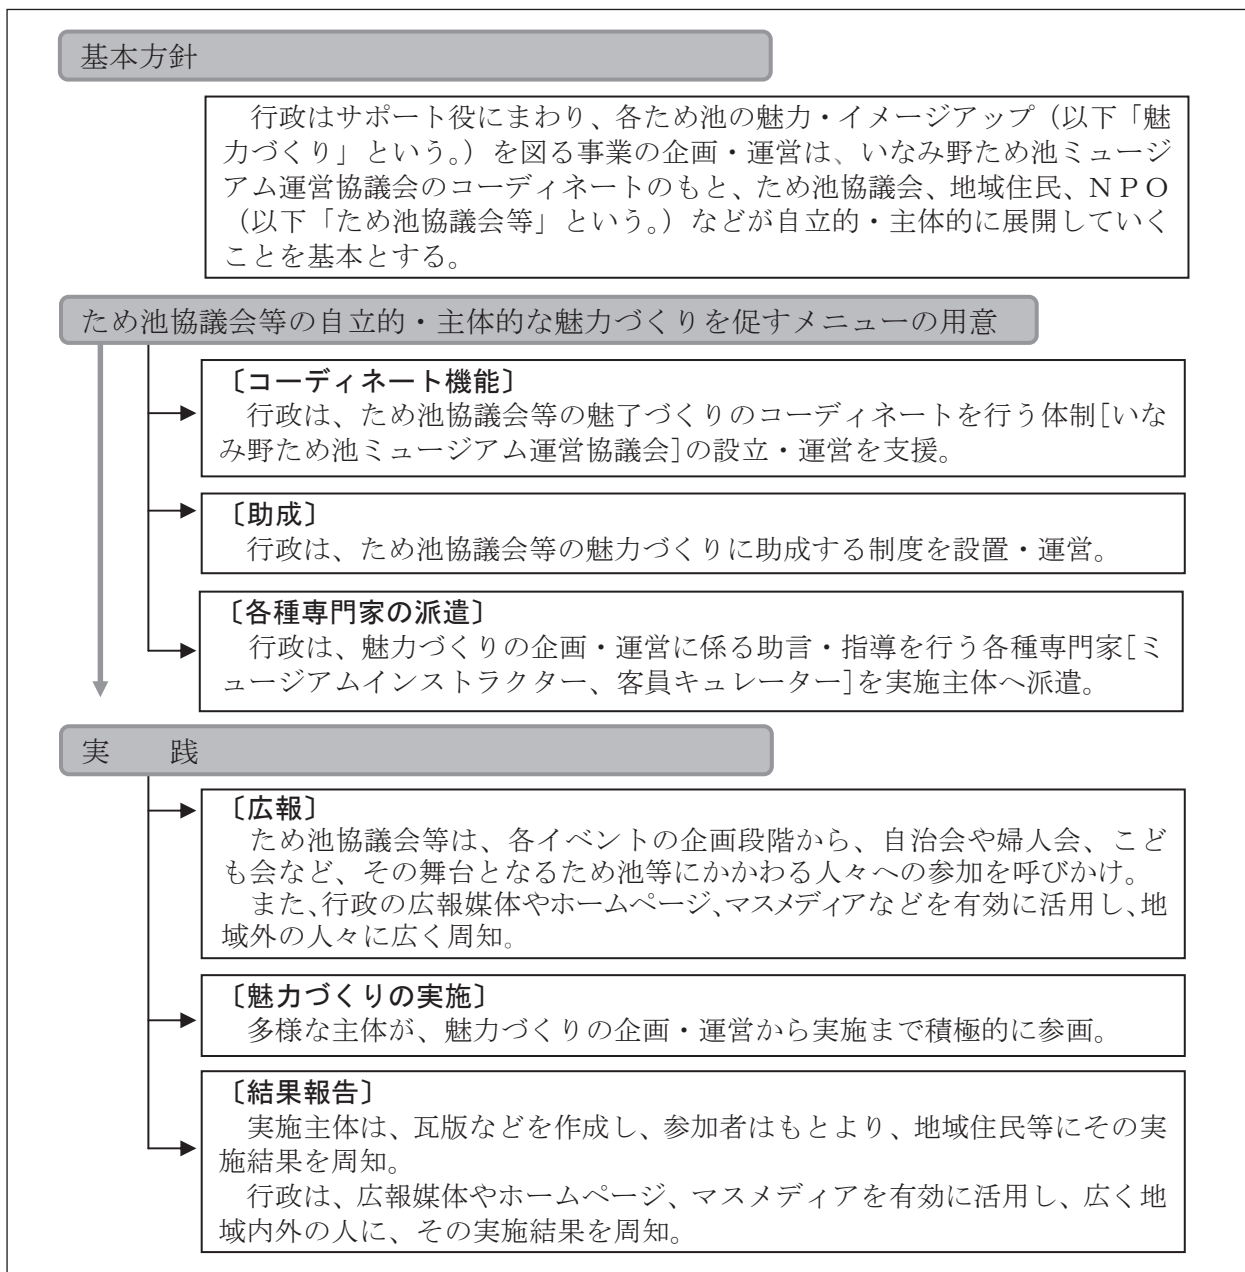 基本方針
行政はサポート役にまわり、各ため池の魅力・イメージアップ（以下「魅
力づくり」という。）を図る事業の企画・運営は、いなみ野ため池ミュージ
アム運営協議会のコーディネートのもと、ため池協議会、地域住民、ＮＰＯ
（以下「ため池協議会等」という。）などが自立的・主体的に展開していく
ことを基本とする。
ため池協議会等の自立的・主体的な魅力づくりを促すメニューの用意
〔コーディネート機能〕
行政は、ため池協議会等の魅了づくりのコーディネートを行う体制[いな
み野ため池ミュージアム運営協議会]の設立・運営を支援。
〔助成〕
行政は、ため池協議会等の魅力づくりに助成する制度を設置・運営。
〔各種専門家の派遣〕
行政は、魅力づくりの企画・運営に係る助言・指導を行う各種専門家[ミ
ュージアムインストラクター、客員キュレーター]を実施主体へ派遣。
実　　践
〔広報〕
ため池協議会等は、各イベントの企画段階から、自治会や婦人会、こど
も会など、その舞台となるため池等にかかわる人々への参加を呼びかけ。
また、行政の広報媒体やホームページ、マスメディアなどを有効に活用し、地
域外の人々に広く周知。
〔魅力づくりの実施〕
多様な主体が、魅力づくりの企画・運営から実施まで積極的に参画。
〔結果報告〕
実施主体は、瓦版などを作成し、参加者はもとより、地域住民等にその実
施結果を周知。
行政は、広報媒体やホームページ、マスメディアを有効に活用し、広く地
域内外の人に、その実施結果を周知。